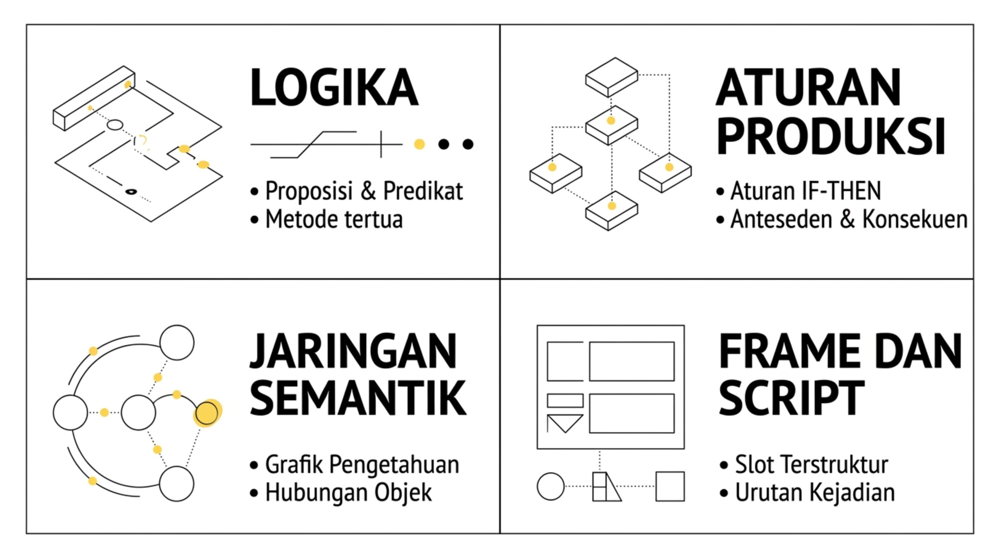 LOGIKA
• Proposisi & Predikat
• Metode tertua
ATURAN
PRODUKSI
• Aturan IF-THEN
• Anteseden & Konsekuen
JARINGAN
SEMANTIK
• Grafik Pengetahuan
• Hubungan Objek
FRAME DAN
SCRIPT
• Slot Terstruktur
• Urutan Kejadian